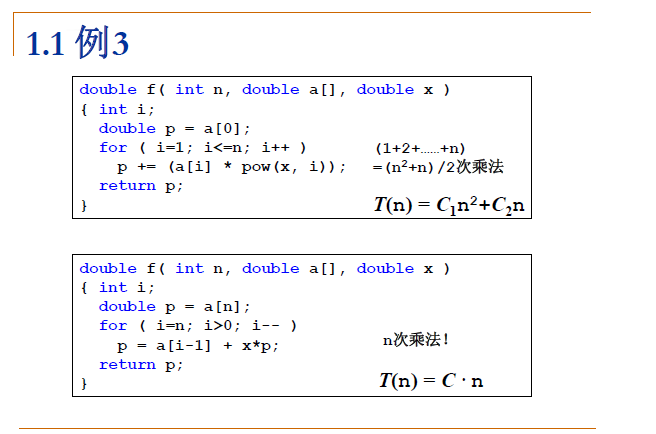 1.1 例3
double f( int n, double a[], double x )
{ int i;
double p = a[0];
for ( i=1; i<=n; i++ )
(1+2+……+n)
p += (a[i] * pow(x, i));
=(n²+n)/2次乘法
return p;
}
T(n) = C₁n²+C₂n
double f( int n, double a[], double x )
{ int i;
double p = a[n];
for ( i=n; i>0; i-- )
p = a[i-1] + x*p;
n次乘法!
return p;
}
T(n) = C · n